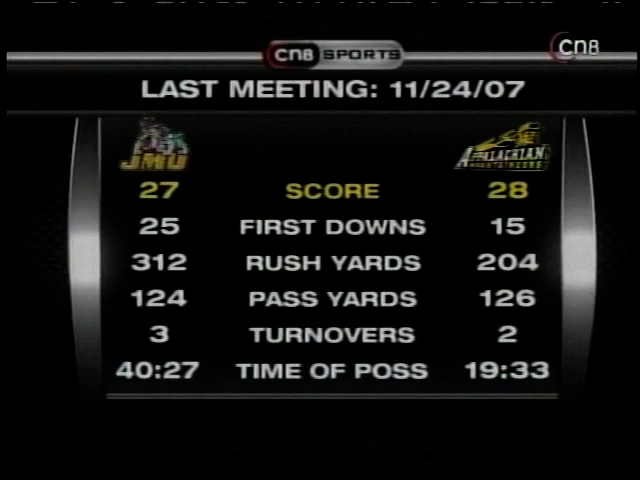 CN8 SPORTS
CN8
LAST MEETING: 11/24/07
JMU
APPALACHIAN
MOUNTAINEERS
27 SCORE 28
25 FIRST DOWNS 15
312 RUSH YARDS 204
124 PASS YARDS 126
3 TURNOVERS 2
40:27 TIME OF POSS 19:33